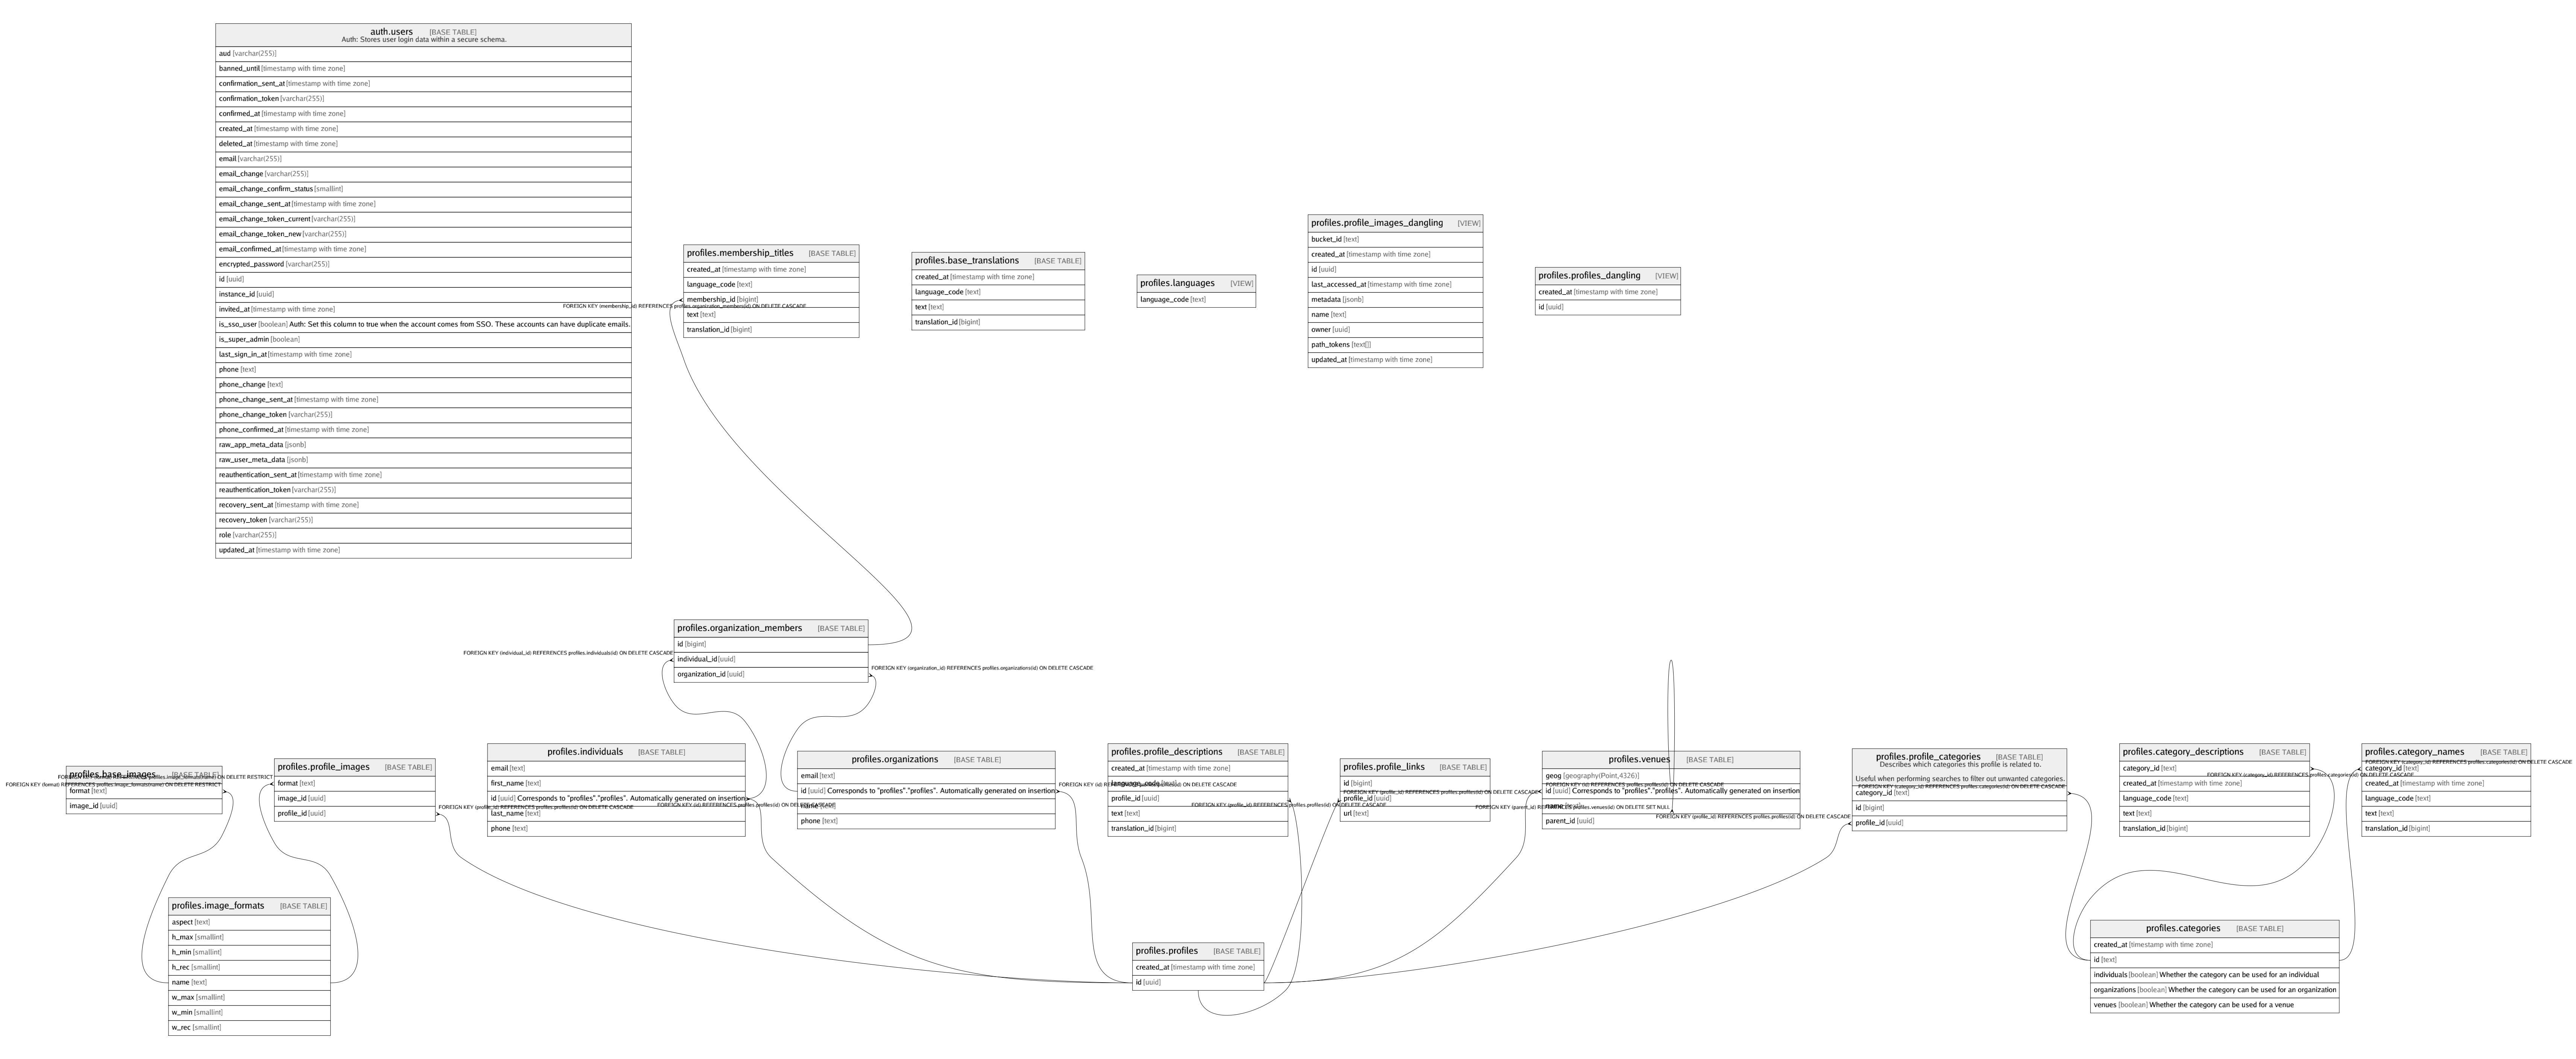 auth.users [BASE TABLE]
Auth: Stores user login data within a secure schema.
aud [varchar(255)]
banned_until [timestamp with time zone]
confirmation_sent_at [timestamp with time zone]
confirmation_token [varchar(255)]
confirmed_at [timestamp with time zone]
created_at [timestamp with time zone]
deleted_at [timestamp with time zone]
email [varchar(255)]
email_change [varchar(255)]
email_change_confirm_status [smallint]
email_change_sent_at [timestamp with time zone]
email_change_token_current [varchar(255)]
email_change_token_new [varchar(255)]
email_confirmed_at [timestamp with time zone]
encrypted_password [varchar(255)]
id [uuid]
instance_id [uuid]
invited_at [timestamp with time zone]
is_sso_user [boolean] Auth: Set this column to true when the account comes from SSO. These accounts can have duplicate emails.
is_super_admin [boolean]
last_sign_in_at [timestamp with time zone]
phone [text]
phone_change [text]
phone_change_sent_at [timestamp with time zone]
phone_change_token [varchar(255)]
phone_confirmed_at [timestamp with time zone]
raw_app_meta_data [jsonb]
raw_user_meta_data [jsonb]
reauthentication_sent_at [timestamp with time zone]
reauthentication_token [varchar(255)]
recovery_sent_at [timestamp with time zone]
recovery_token [varchar(255)]
role [varchar(255)]
updated_at [timestamp with time zone]
profiles.membership_titles [BASE TABLE]
created_at [timestamp with time zone]
language_code [text]
membership_id [bigint]
FOREIGN KEY (membership_id) REFERENCES profiles.organization_members(id) ON DELETE CASCADE
text [text]
translation_id [bigint]
profiles.base_translations [BASE TABLE]
created_at [timestamp with time zone]
language_code [text]
text [text]
translation_id [bigint]
profiles.languages [VIEW]
language_code [text]
profiles.profile_images_dangling [VIEW]
bucket_id [text]
created_at [timestamp with time zone]
id [uuid]
last_accessed_at [timestamp with time zone]
metadata [jsonb]
name [text]
owner [uuid]
path_tokens [text[]]
updated_at [timestamp with time zone]
profiles.profiles_dangling [VIEW]
created_at [timestamp with time zone]
id [uuid]
profiles.organization_members [BASE TABLE]
id [bigint]
FOREIGN KEY (individual_id) REFERENCES profiles.individuals(id) ON DELETE CASCADE
individual_id [uuid]
FOREIGN KEY (organization_id) REFERENCES profiles.organizations(id) ON DELETE CASCADE
organization_id [uuid]
profiles.base_images [BASE TABLE]
FOREIGN KEY (format) REFERENCES profiles.image_formats(name) ON DELETE RESTRICT
format [text]
image_id [uuid]
profiles.profile_images [BASE TABLE]
FOREIGN KEY (format) REFERENCES profiles.image_formats(name) ON DELETE RESTRICT
format [text]
image_id [uuid]
profile_id [uuid]
FOREIGN KEY (profile_id) REFERENCES profiles.profiles(id) ON DELETE CASCADE
profiles.individuals [BASE TABLE]
email [text]
first_name [text]
id [uuid] Corresponds to "profiles"."profiles". Automatically generated on insertion
FOREIGN KEY (id) REFERENCES profiles.profiles(id) ON DELETE CASCADE
last_name [text]
phone [text]
profiles.organizations [BASE TABLE]
email [text]
id [uuid] Corresponds to "profiles"."profiles". Automatically generated on insertion
FOREIGN KEY (id) REFERENCES profiles.profiles(id) ON DELETE CASCADE
name [text]
phone [text]
profiles.profile_descriptions [BASE TABLE]
created_at [timestamp with time zone]
language_code [text]
profile_id [uuid]
FOREIGN KEY (profile_id) REFERENCES profiles.profiles(id) ON DELETE CASCADE
text [text]
translation_id [bigint]
profiles.profile_links [BASE TABLE]
id [bigint]
FOREIGN KEY (profile_id) REFERENCES profiles.profiles(id) ON DELETE CASCADE
profile_id [uuid]
url [text]
profiles.venues [BASE TABLE]
geog [geography(Point,4326)]
FOREIGN KEY (id) REFERENCES profiles.profiles(id) ON DELETE CASCADE
id [uuid] Corresponds to "profiles"."profiles". Automatically generated on insertion
name [text]
FOREIGN KEY (parent_id) REFERENCES profiles.venues(id) ON DELETE SET NULL
parent_id [uuid]
profiles.profile_categories [BASE TABLE]
Describes which categories this profile is related to.
Useful when performing searches to filter out unwanted categories.
FOREIGN KEY (category_id) REFERENCES profiles.categories(id) ON DELETE CASCADE
category_id [text]
id [bigint]
FOREIGN KEY (profile_id) REFERENCES profiles.profiles(id) ON DELETE CASCADE
profile_id [uuid]
profiles.category_descriptions [BASE TABLE]
category_id [text]
FOREIGN KEY (category_id) REFERENCES profiles.categories(id) ON DELETE CASCADE
created_at [timestamp with time zone]
language_code [text]
text [text]
translation_id [bigint]
profiles.category_names [BASE TABLE]
FOREIGN KEY (category_id) REFERENCES profiles.categories(id) ON DELETE CASCADE
category_id [text]
created_at [timestamp with time zone]
language_code [text]
text [text]
translation_id [bigint]
profiles.image_formats [BASE TABLE]
aspect [text]
h_max [smallint]
h_min [smallint]
h_rec [smallint]
name [text]
w_max [smallint]
w_min [smallint]
w_rec [smallint]
profiles.profiles [BASE TABLE]
created_at [timestamp with time zone]
id [uuid]
profiles.categories [BASE TABLE]
created_at [timestamp with time zone]
id [text]
individuals [boolean] Whether the category can be used for an individual
organizations [boolean] Whether the category can be used for an organization
venues [boolean] Whether the category can be used for a venue